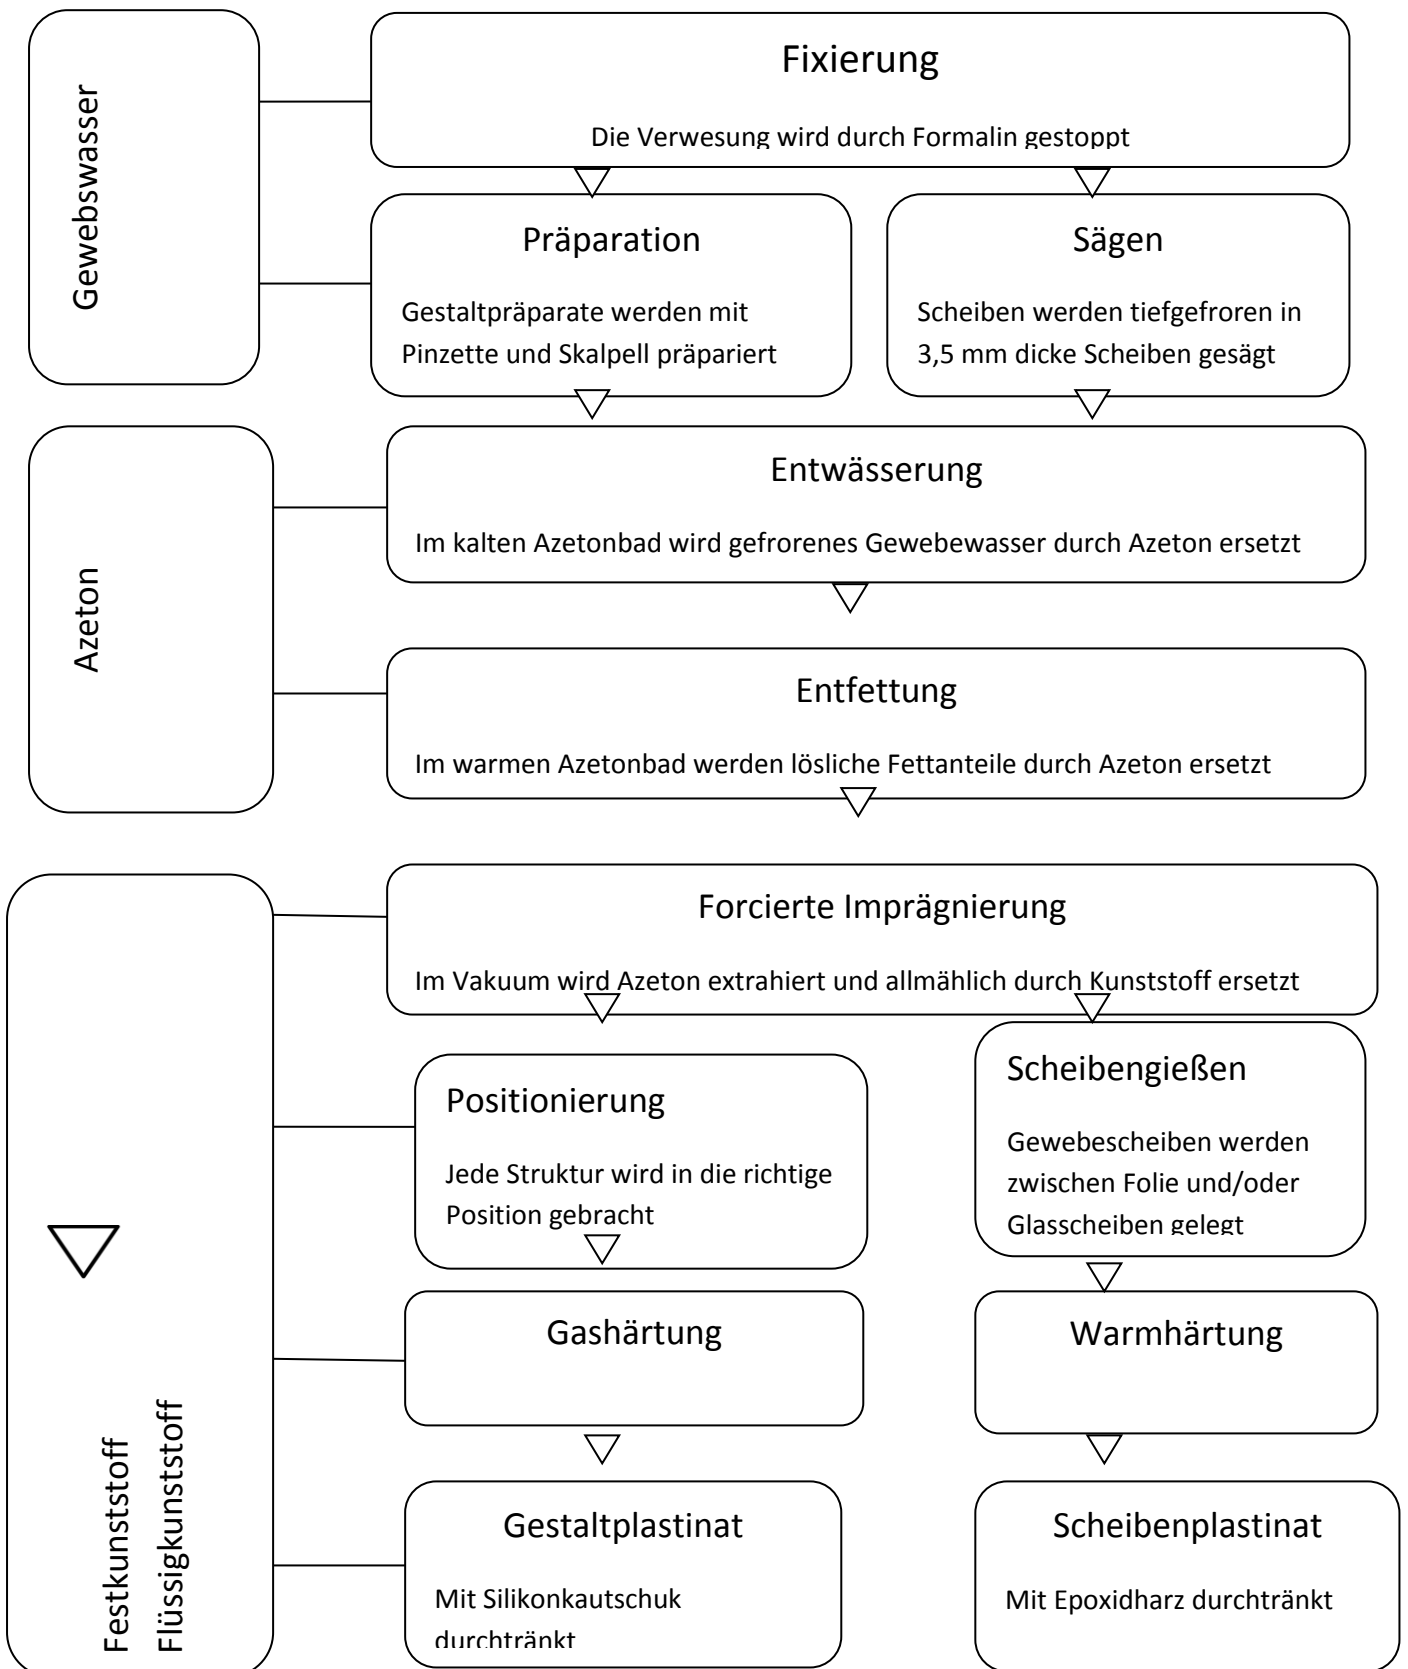 Gewebswasser
Fixierung
Die Verwesung wird durch Formalin gestoppt
Präparation
Gestaltpräparate werden mit
Pinzette und Skalpell präpariert
Sägen
Scheiben werden tiefgefroren in
3,5 mm dicke Scheiben gesägt
Azeton
Entwässerung
Im kalten Azetonbad wird gefrorenes Gewebewasser durch Azeton ersetzt
Entfettung
Im warmen Azetonbad werden lösliche Fettanteile durch Azeton ersetzt
Festkunststoff
Flüssigkunststoff
Forcierte Imprägnierung
Im Vakuum wird Azeton extrahiert und allmählich durch Kunststoff ersetzt
Positionierung
Jede Struktur wird in die richtige
Position gebracht
Scheibengießen
Gewebescheiben werden
zwischen Folie und/oder
Glasscheiben gelegt
Gashärtung
Warmhärtung
Gestaltplastinat
Mit Silikonkautschuk
durchtränkt
Scheibenplastinat
Mit Epoxidharz durchtränkt